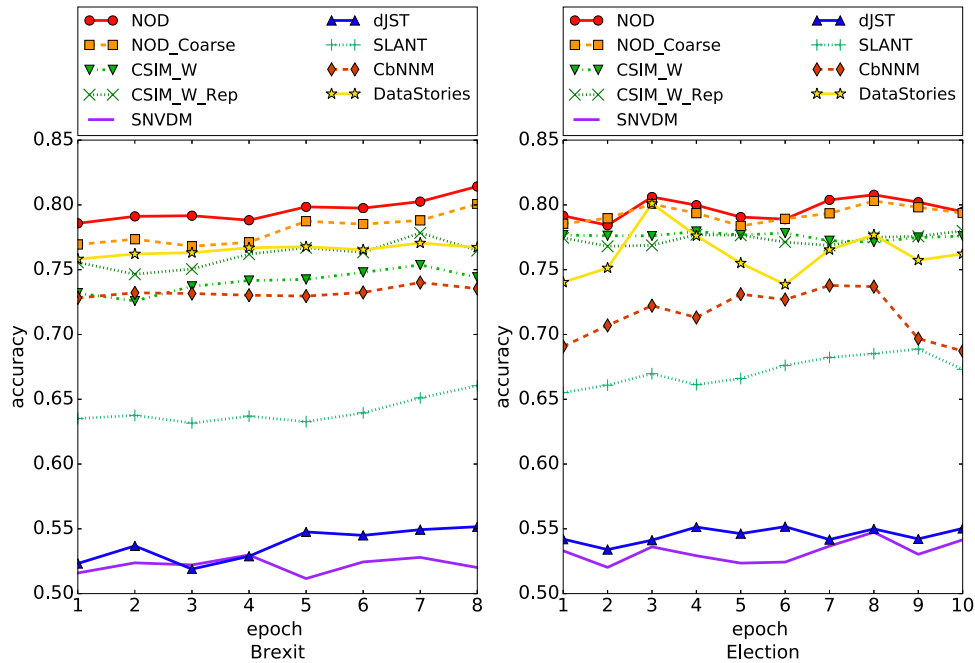 NOD
NOD_Coarse
CSIM_W
CSIM_W_Rep
SNVDM
dJST
SLANT
CbNNM
DataStories
0.85
0.80
0.75
0.70
0.65
0.60
0.55
0.50
accuracy
1 2 3 4 5 6 7 8
epoch
Brexit
NOD
NOD_Coarse
CSIM_W
CSIM_W_Rep
SNVDM
dJST
SLANT
CbNNM
DataStories
0.85
0.80
0.75
0.70
0.65
0.60
0.55
0.50
accuracy
1 2 3 4 5 6 7 8 9 10
epoch
Election